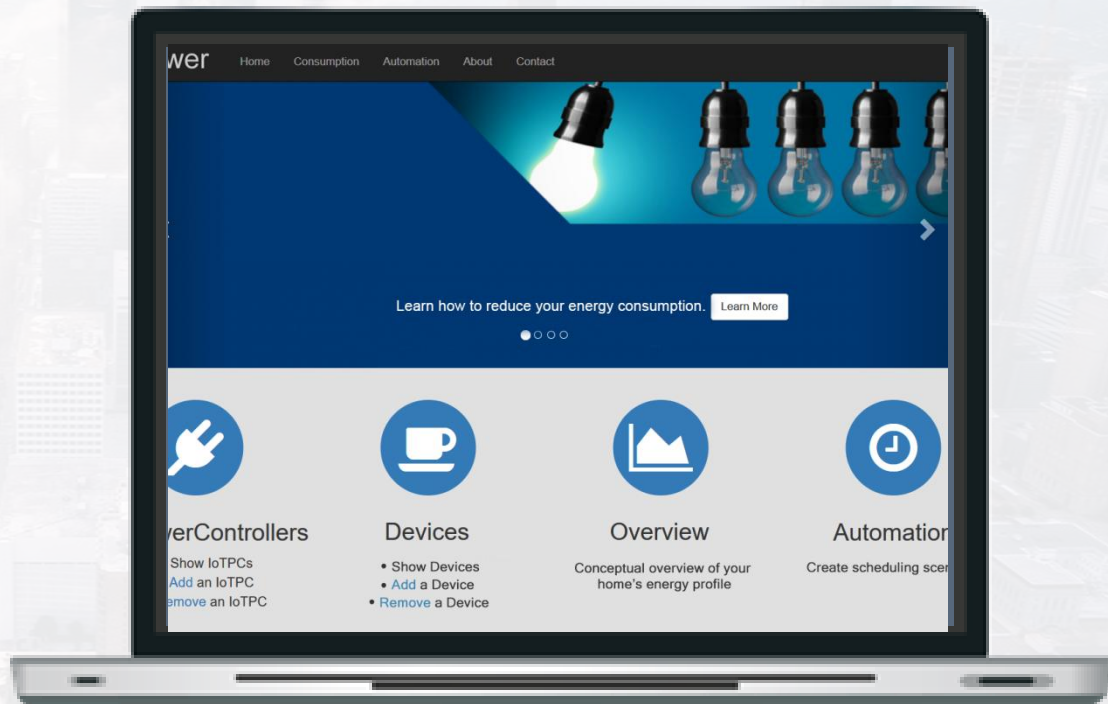 wer Home Consumption Automation About Contact
Learn how to reduce your energy consumption. Learn More
erControllers
Show IoTPCs
Add an IoTPC
emove an IoTPC
Devices
• Show Devices
• Add a Device
• Remove a Device
Overview
Conceptual overview of your
home's energy profile
Automation
Create scheduling scen